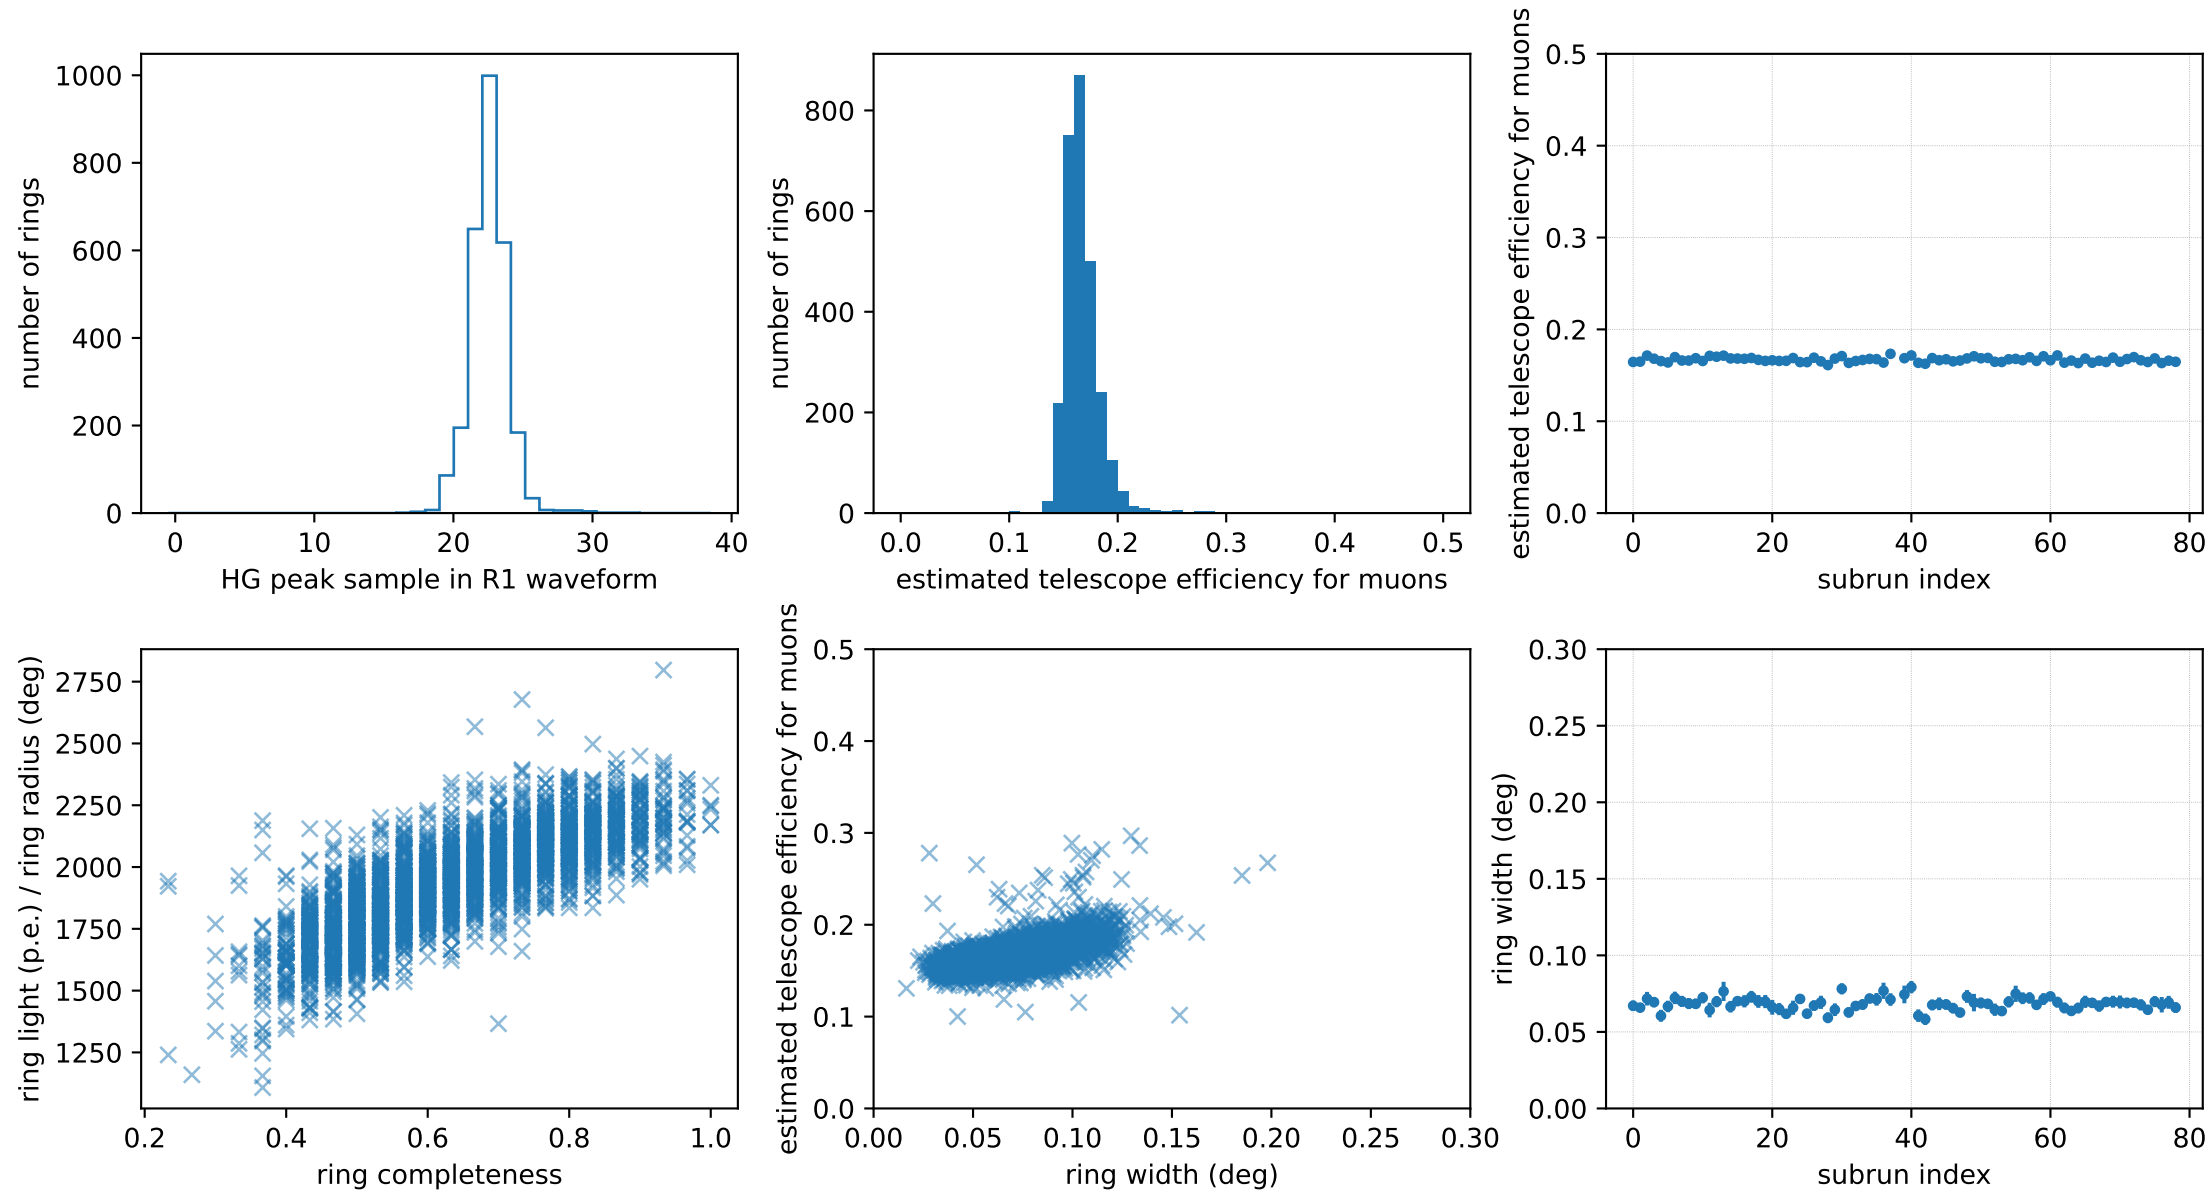 1000
800
600
400
200
0
number of rings
0 10 20 30 40
HG peak sample in R1 waveform
800
600
400
200
0
number of rings
0.0 0.1 0.2 0.3 0.4 0.5
estimated telescope efficiency for muons
0.5
0.4
0.3
0.2
0.1
0.0
estimated telescope efficiency for muons
0 20 40 60 80
subrun index
2750
2500
2250
2000
1750
1500
1250
ring light (p.e.) / ring radius (deg)
0.2 0.4 0.6 0.8 1.0
ring completeness
0.5
0.4
0.3
0.2
0.1
0.0
estimated telescope efficiency for muons
0.00 0.05 0.10 0.15 0.20 0.25 0.30
ring width (deg)
0.30
0.25
0.20
0.15
0.10
0.05
0.00
ring width (deg)
0 20 40 60 80
subrun index